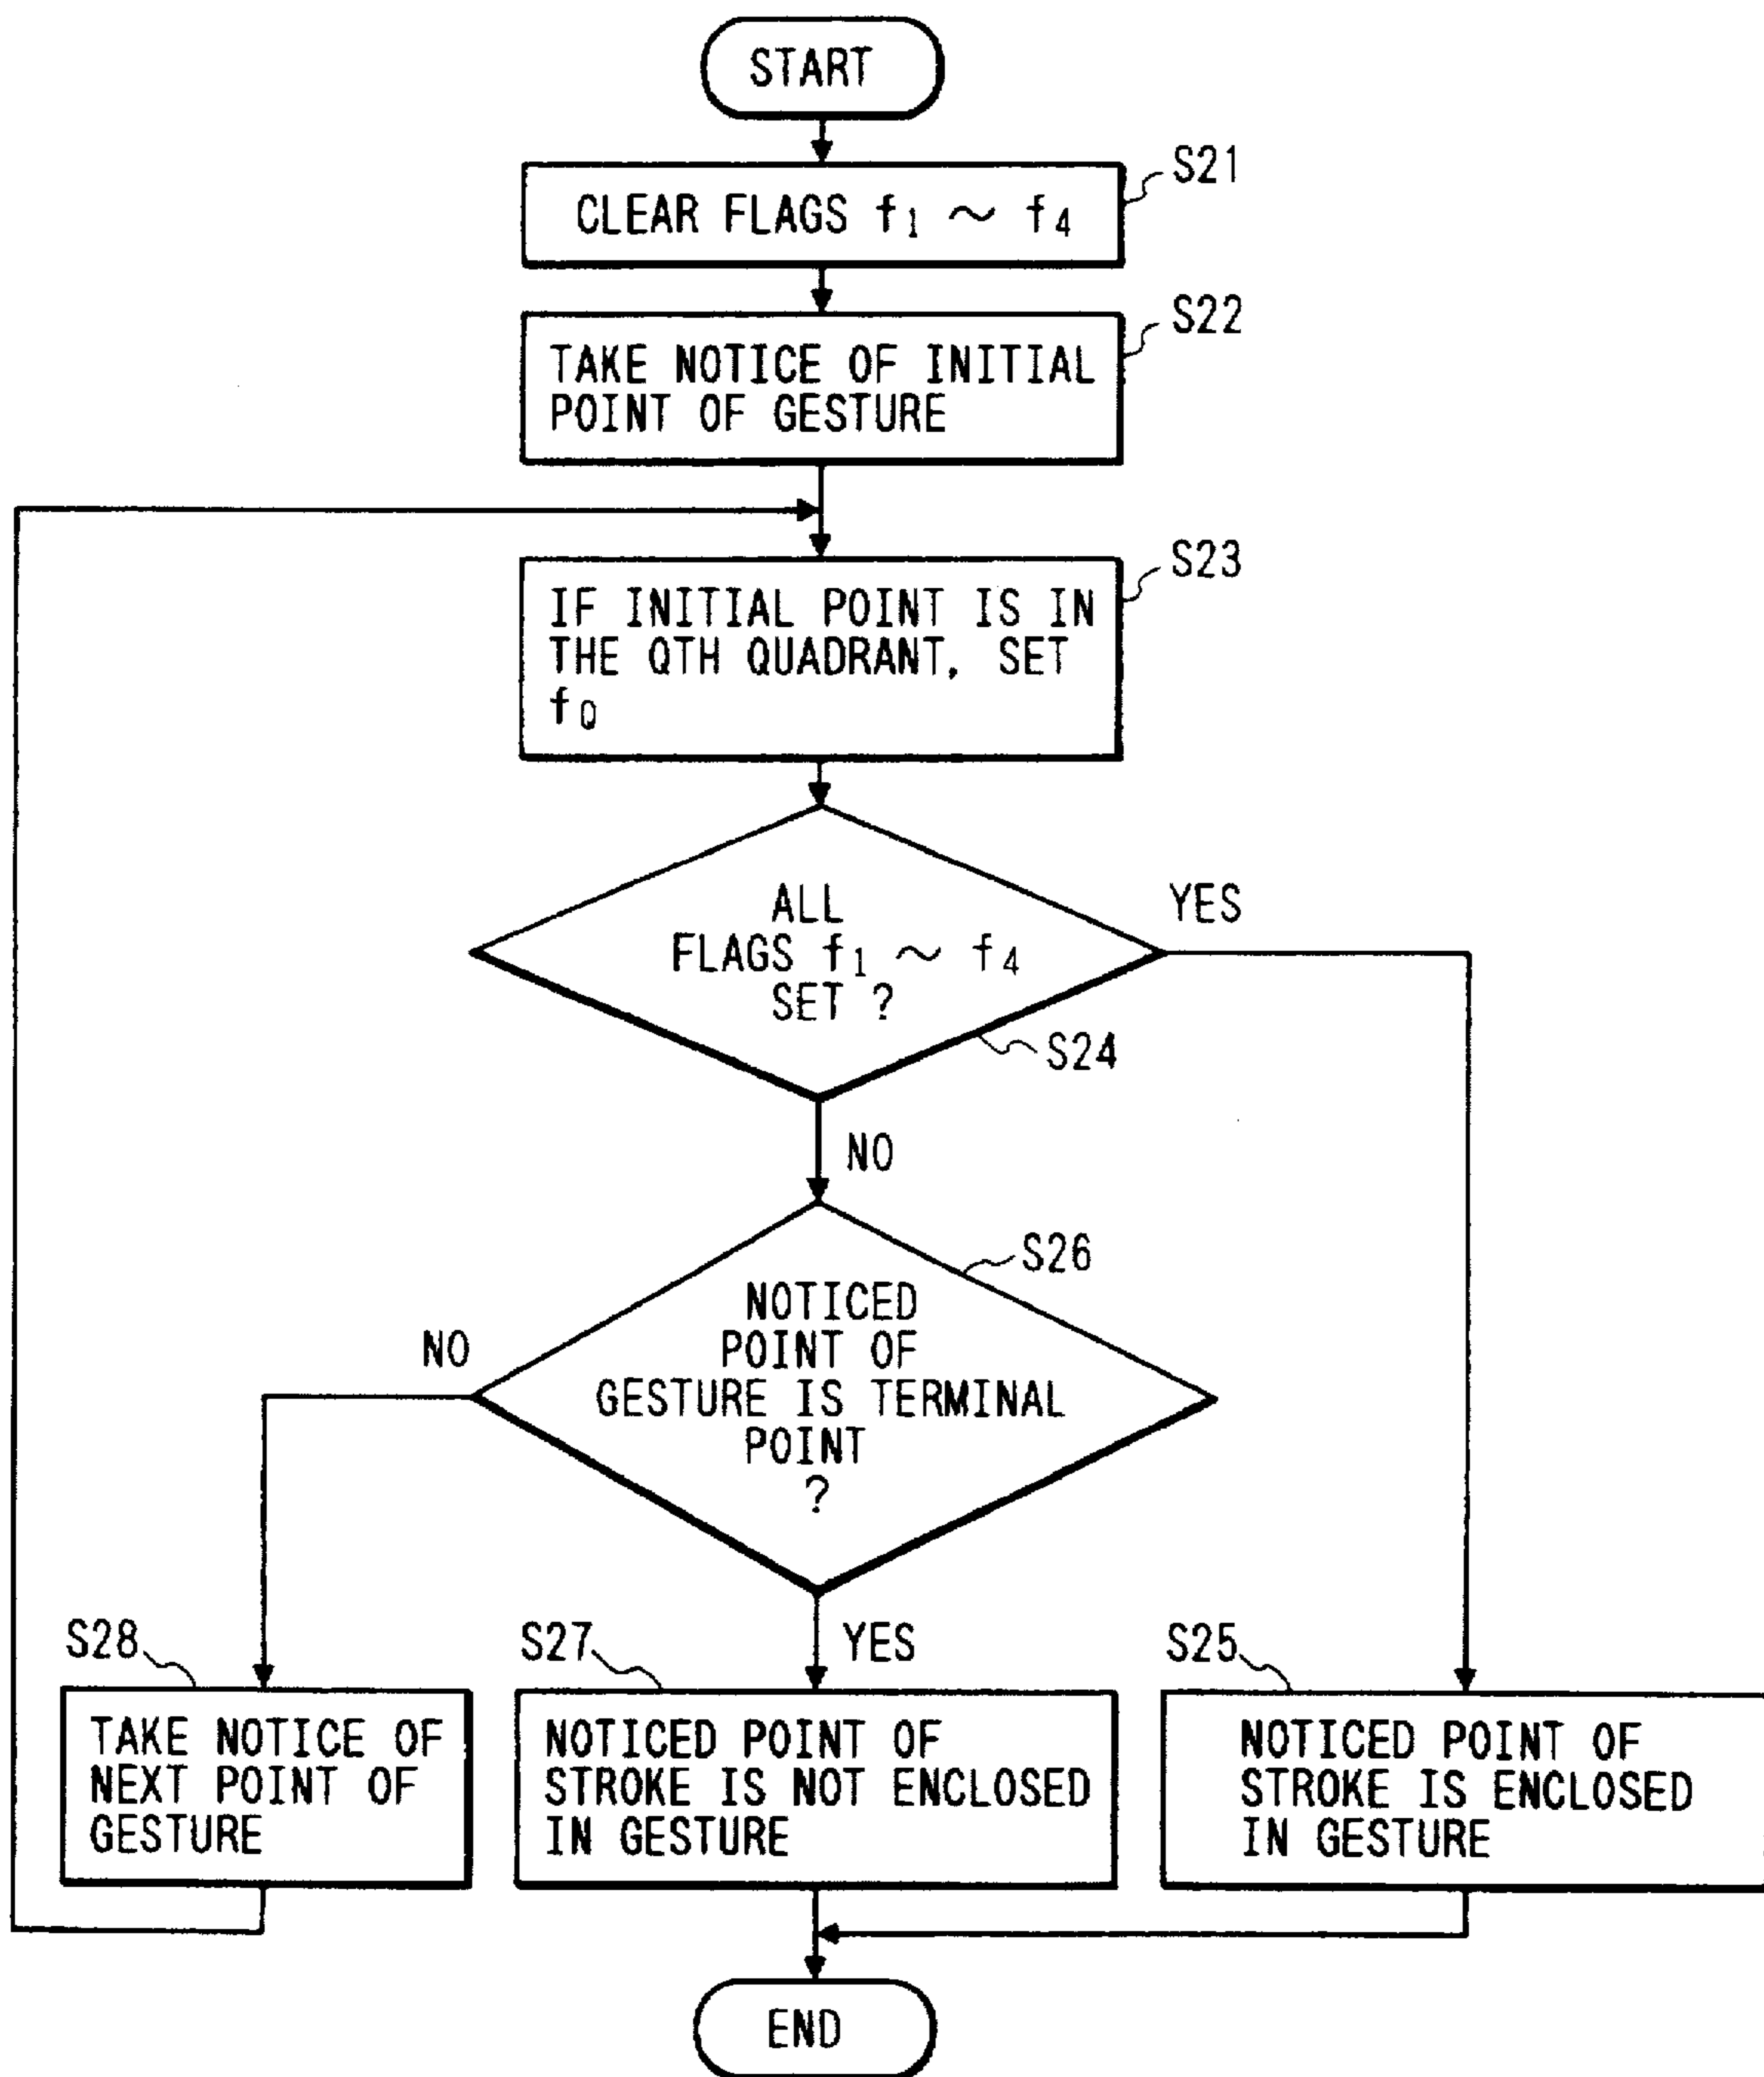 START
S21
CLEAR FLAGS f₁ ~ f₄
S22
TAKE NOTICE OF INITIAL
POINT OF GESTURE
S23
IF INITIAL POINT IS IN
THE QTH QUADRANT, SET
f_Q
ALL
FLAGS f₁ ~ f₄
SET ?
YES
S24
NO
S26
NOTICED
POINT OF
GESTURE IS TERMINAL
POINT
?
NO
YES
S28
TAKE NOTICE OF
NEXT POINT OF
GESTURE
S27
NOTICED POINT OF
STROKE IS NOT ENCLOSED
IN GESTURE
S25
NOTICED POINT OF
STROKE IS ENCLOSED
IN GESTURE
END